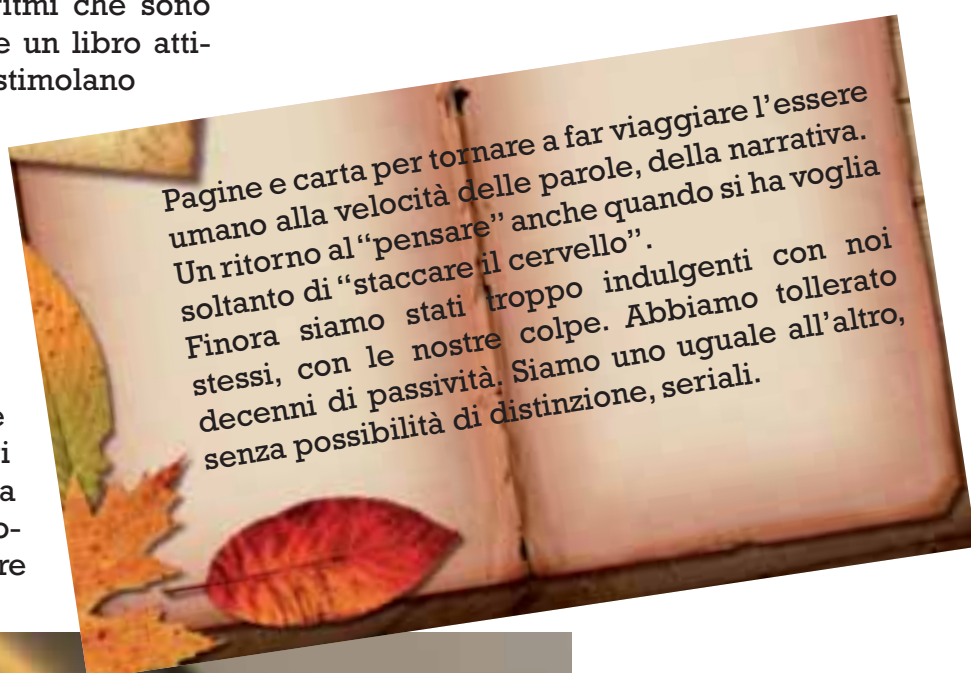 ritmi che sono
e un libro atti-
stimolano
Pagine e carta per tornare a far viaggiare l’essere
umano alla velocità delle parole, della narrativa.
Un ritorno al “pensare” anche quando si ha voglia
soltanto di “staccare il cervello”.
Finora siamo stati troppo indulgenti con noi
stessi, con le nostre colpe. Abbiamo tollerato
decenni di passività. Siamo uno uguale all’altro,
senza possibilità di distinzione, seriali.
e
i
a
o-
re